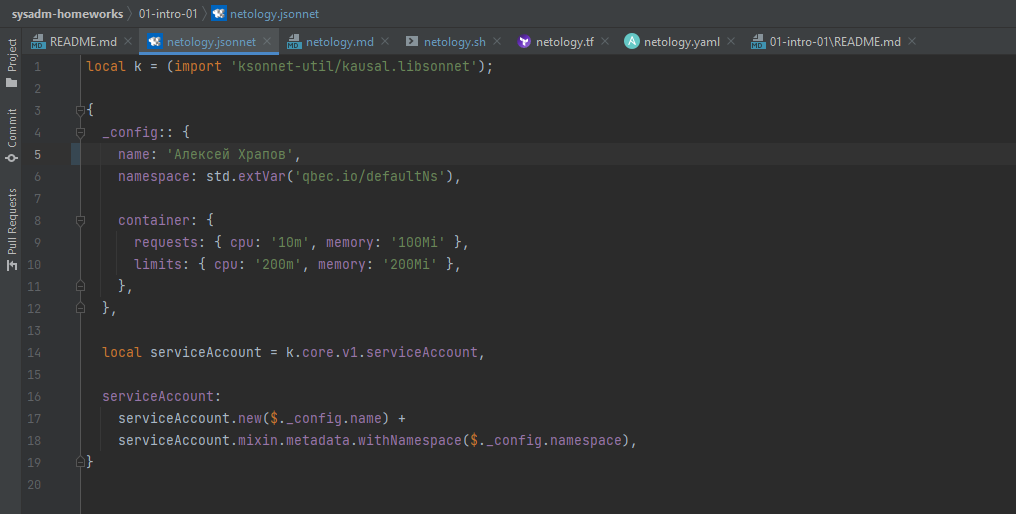 sysadm-homeworks 01-intro-01 netology.jsonnet
README.md netology.jsonnet netology.md netology.sh netology.tf netology.yaml 01-intro-01\README.md
Project
Commit
Pull Requests
1 local k = (import 'ksonnet-util/kausal.libsonnet');
2
3 {
4 _config:: {
5 name: 'Алексей Храпов',
6 namespace: std.extVar('qbec.io/defaultNs'),
7
8 container: {
9 requests: { cpu: '10m', memory: '100Mi' },
10 limits: { cpu: '200m', memory: '200Mi' },
11 },
12 },
13
14 local serviceAccount = k.core.v1.serviceAccount,
15
16 serviceAccount:
17 serviceAccount.new($._config.name) +
18 serviceAccount.mixin.metadata.withNamespace($._config.namespace),
19 }
20